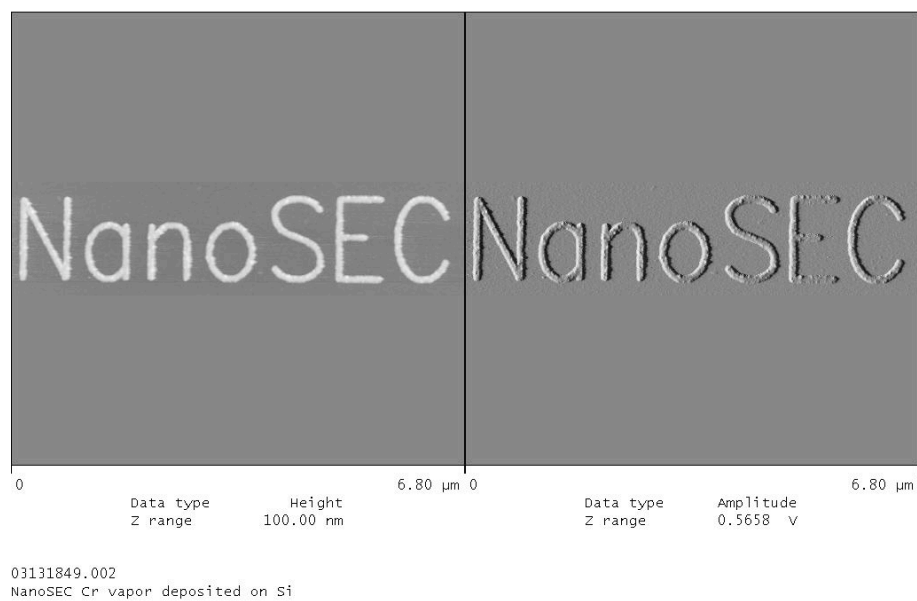 NanoSEC NanoSEC
0 6.80 µm 0 6.80 µm
Data type Height Data type Amplitude
Z range 100.00 nm Z range 0.5658 V
03131849.002
NanoSEC Cr vapor deposited on Si